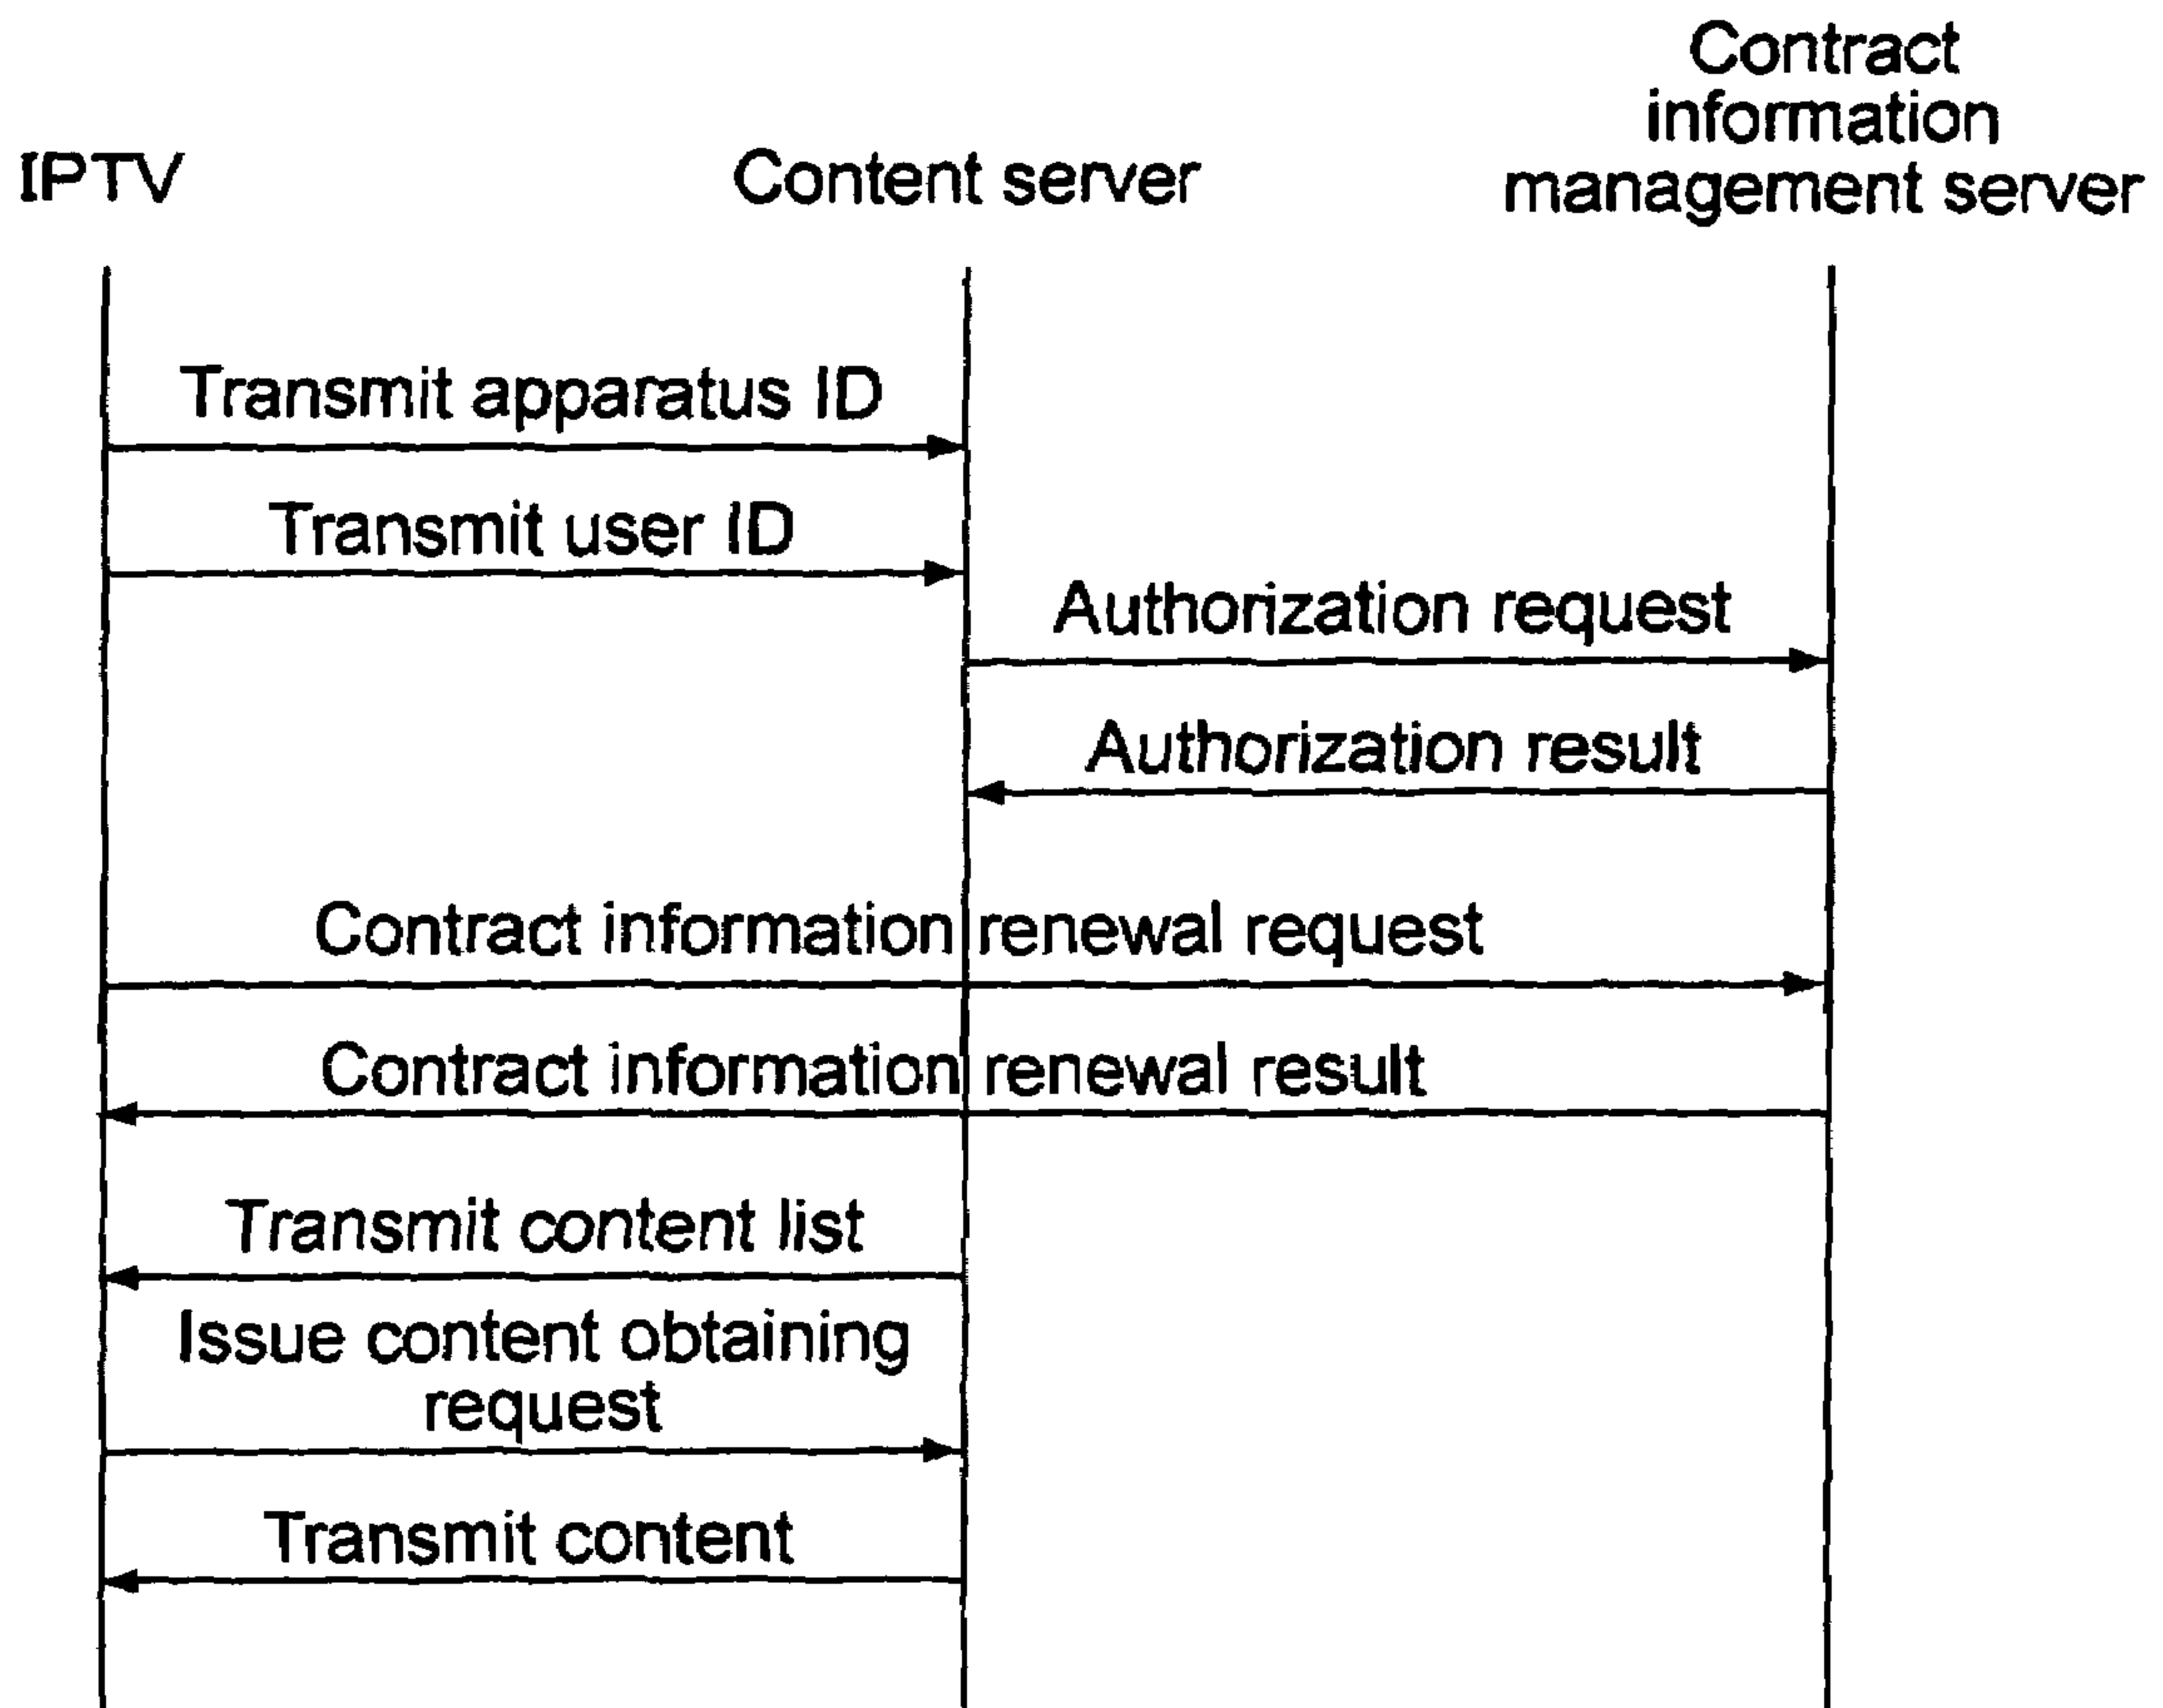 Contract
information
management server
IPTV
Content server
Transmit apparatus ID
Transmit user ID
Authorization request
Authorization result
Contract information renewal request
Contract information renewal result
Transmit content list
Issue content obtaining
request
Transmit content